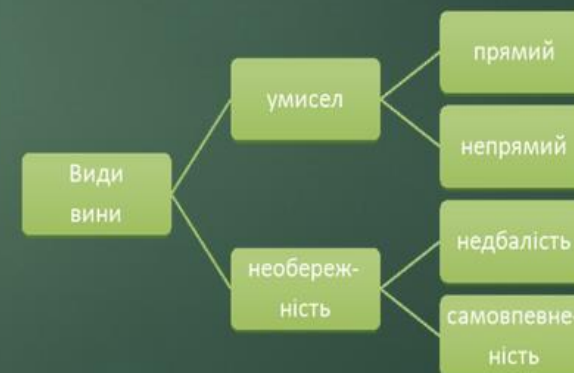 Види
вини
умисел
прямий
непрямий
необереж-
ність
недбалість
самовпевне-
ність